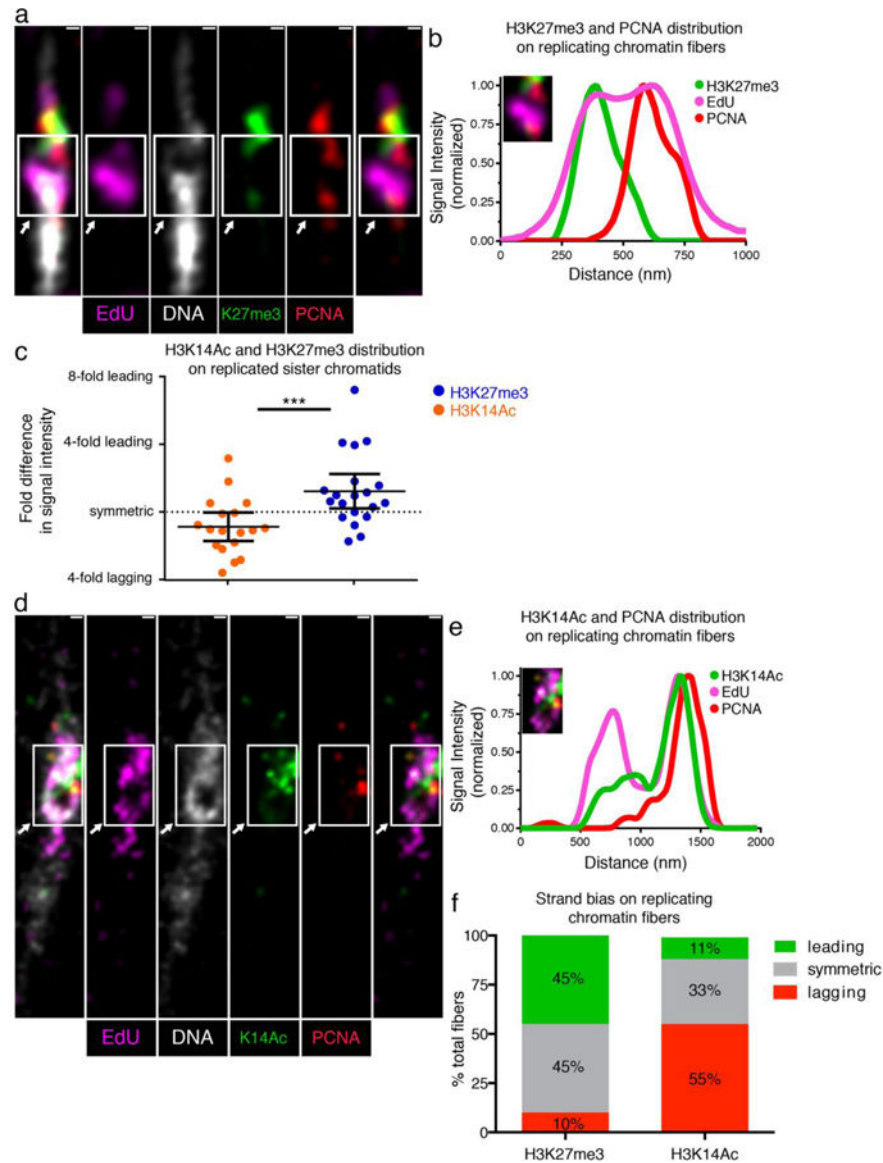 a
EdU
DNA
K27me3
PCNA
b
H3K27me3 and PCNA distribution
on replicating chromatin fibers
1.00
0.75
0.50
0.25
0.00
Signal Intensity
(normalized)
H3K27me3
EdU
PCNA
0
250
500
750
1000
Distance (nm)
c
H3K14Ac and H3K27me3 distribution
on replicated sister chromatids
8-fold leading
4-fold leading
symmetric
4-fold lagging
Fold difference
in signal intensity
***
H3K27me3
H3K14Ac
d
EdU
DNA
K14Ac
PCNA
e
H3K14Ac and PCNA distribution
on replicating chromatin fibers
1.00
0.75
0.50
0.25
0
Signal Intensity
(normalized)
H3K14Ac
EdU
PCNA
0
500
1000
1500
2000
Distance (nm)
f
Strand bias on replicating
chromatin fibers
100
75
50
25
0
% total fibers
45%
45%
10%
11%
33%
55%
leading
symmetric
lagging
H3K27me3
H3K14Ac